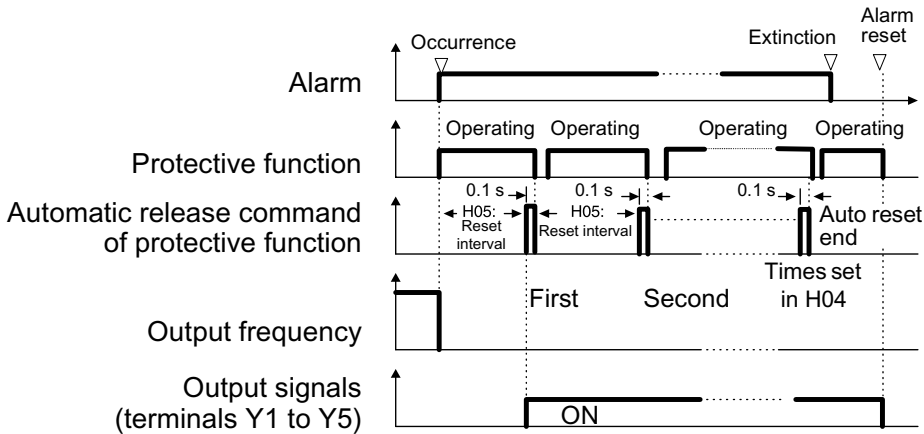 Alarm
reset
Occurrence
Extinction
Alarm
Operating
Operating
Operating
Operating
Protective function
0.1 s
0.1 s
0.1 s
Automatic release command
of protective function
H05:
Reset
interval
H05:
Reset interval
Auto reset
end
Times set
in H04
First
Second
Output frequency
Output signals
(terminals Y1 to Y5)
ON